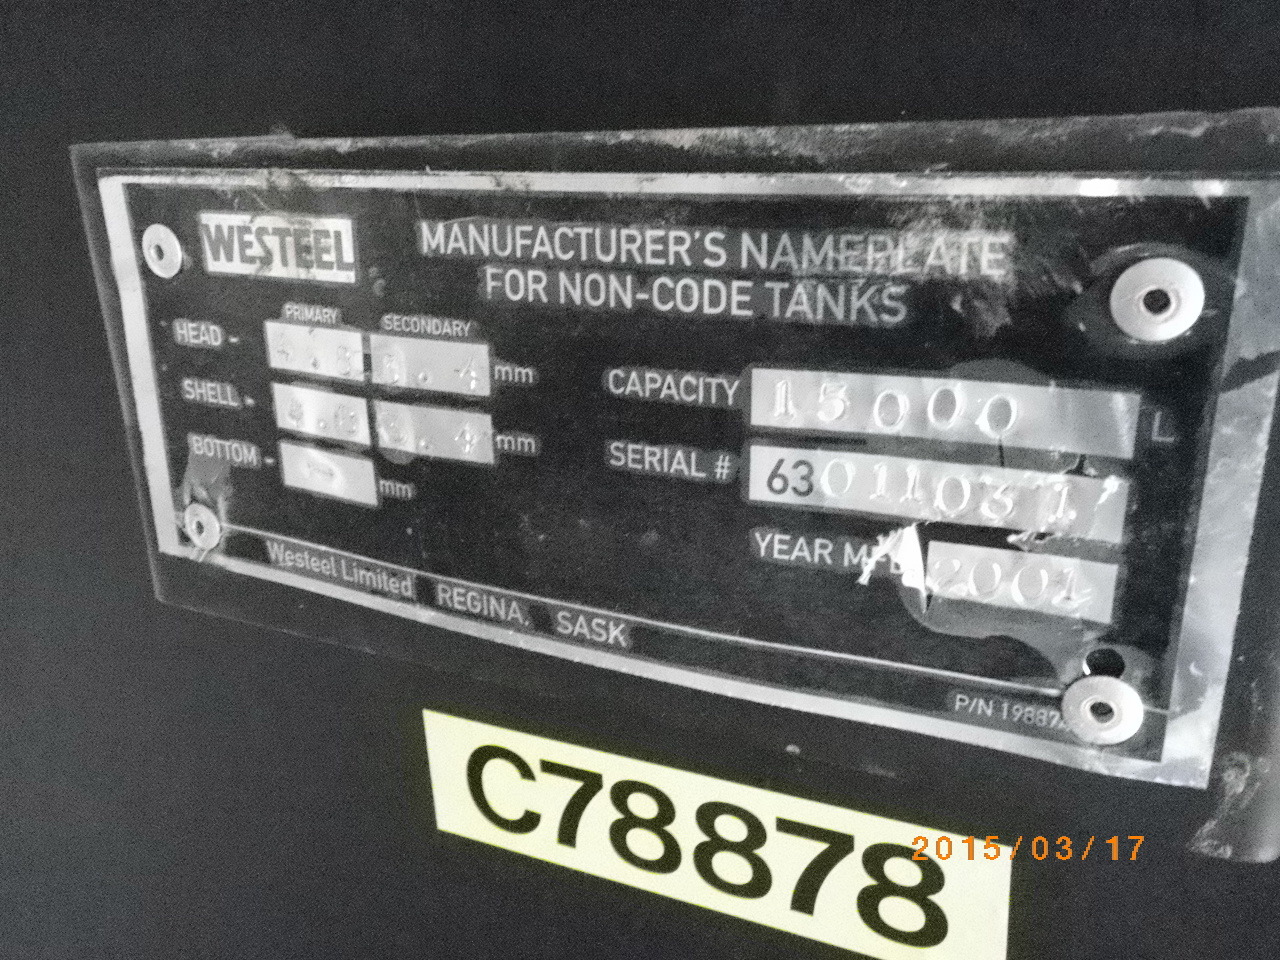 WESTEEL
MANUFACTURER'S NAMEPLATE
FOR NON-CODE TANKS
PRIMARY SECONDARY
HEAD - mm
SHELL - mm
BOTTOM - mm
CAPACITY 15000 L
SERIAL # 63
YEAR 2001
Westeel Limited REGINA, SASK
P/N
C78878
2015/03/17